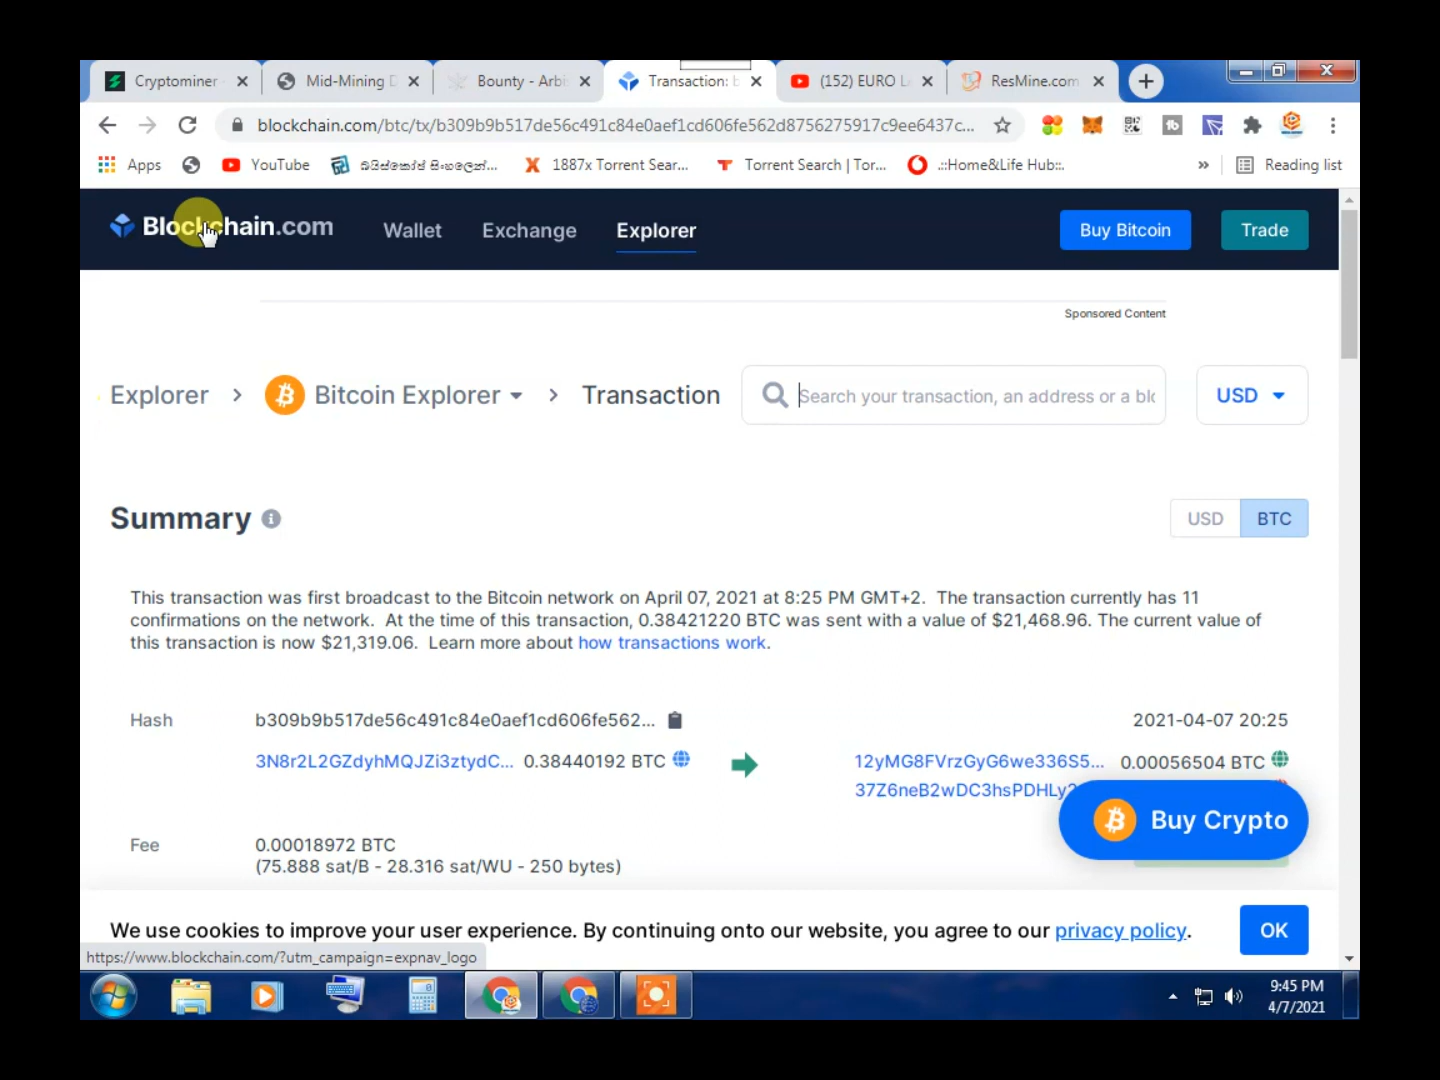 Cryptominer
Mid-Mining D
Bounty - Arbi
Transaction: b
(152) EURO L
ResMine.com
blockchain.com/btc/tx/b309b9b517de56c491c84e0aef1cd606fe562d8756275917c9ee6437c...
Apps
YouTube
1887x Torrent Sear...
Torrent Search | Tor...
.::Home&Life Hub::.
»
Reading list
Blockchain.com
Wallet
Exchange
Explorer
Buy Bitcoin
Trade
Sponsored Content
Explorer > Bitcoin Explorer > Transaction
Search your transaction, an address or a blo
USD
Summary
USD
BTC
This transaction was first broadcast to the Bitcoin network on April 07, 2021 at 8:25 PM GMT+2. The transaction currently has 11
confirmations on the network. At the time of this transaction, 0.38421220 BTC was sent with a value of $21,468.96. The current value of
this transaction is now $21,319.06. Learn more about how transactions work.
Hash
b309b9b517de56c491c84e0aef1cd606fe562...
2021-04-07 20:25
3N8r2L2GZdyhMQJZi3ztydC... 0.38440192 BTC
12yMG8FVrzGyG6we336S5... 0.00056504 BTC
37Z6neB2wDC3hsPDHLy
Buy Crypto
Fee
0.00018972 BTC
(75.888 sat/B - 28.316 sat/WU - 250 bytes)
We use cookies to improve your user experience. By continuing onto our website, you agree to our privacy policy.
OK
https://www.blockchain.com/?utm_campaign=expnav_logo
9:45 PM
4/7/2021